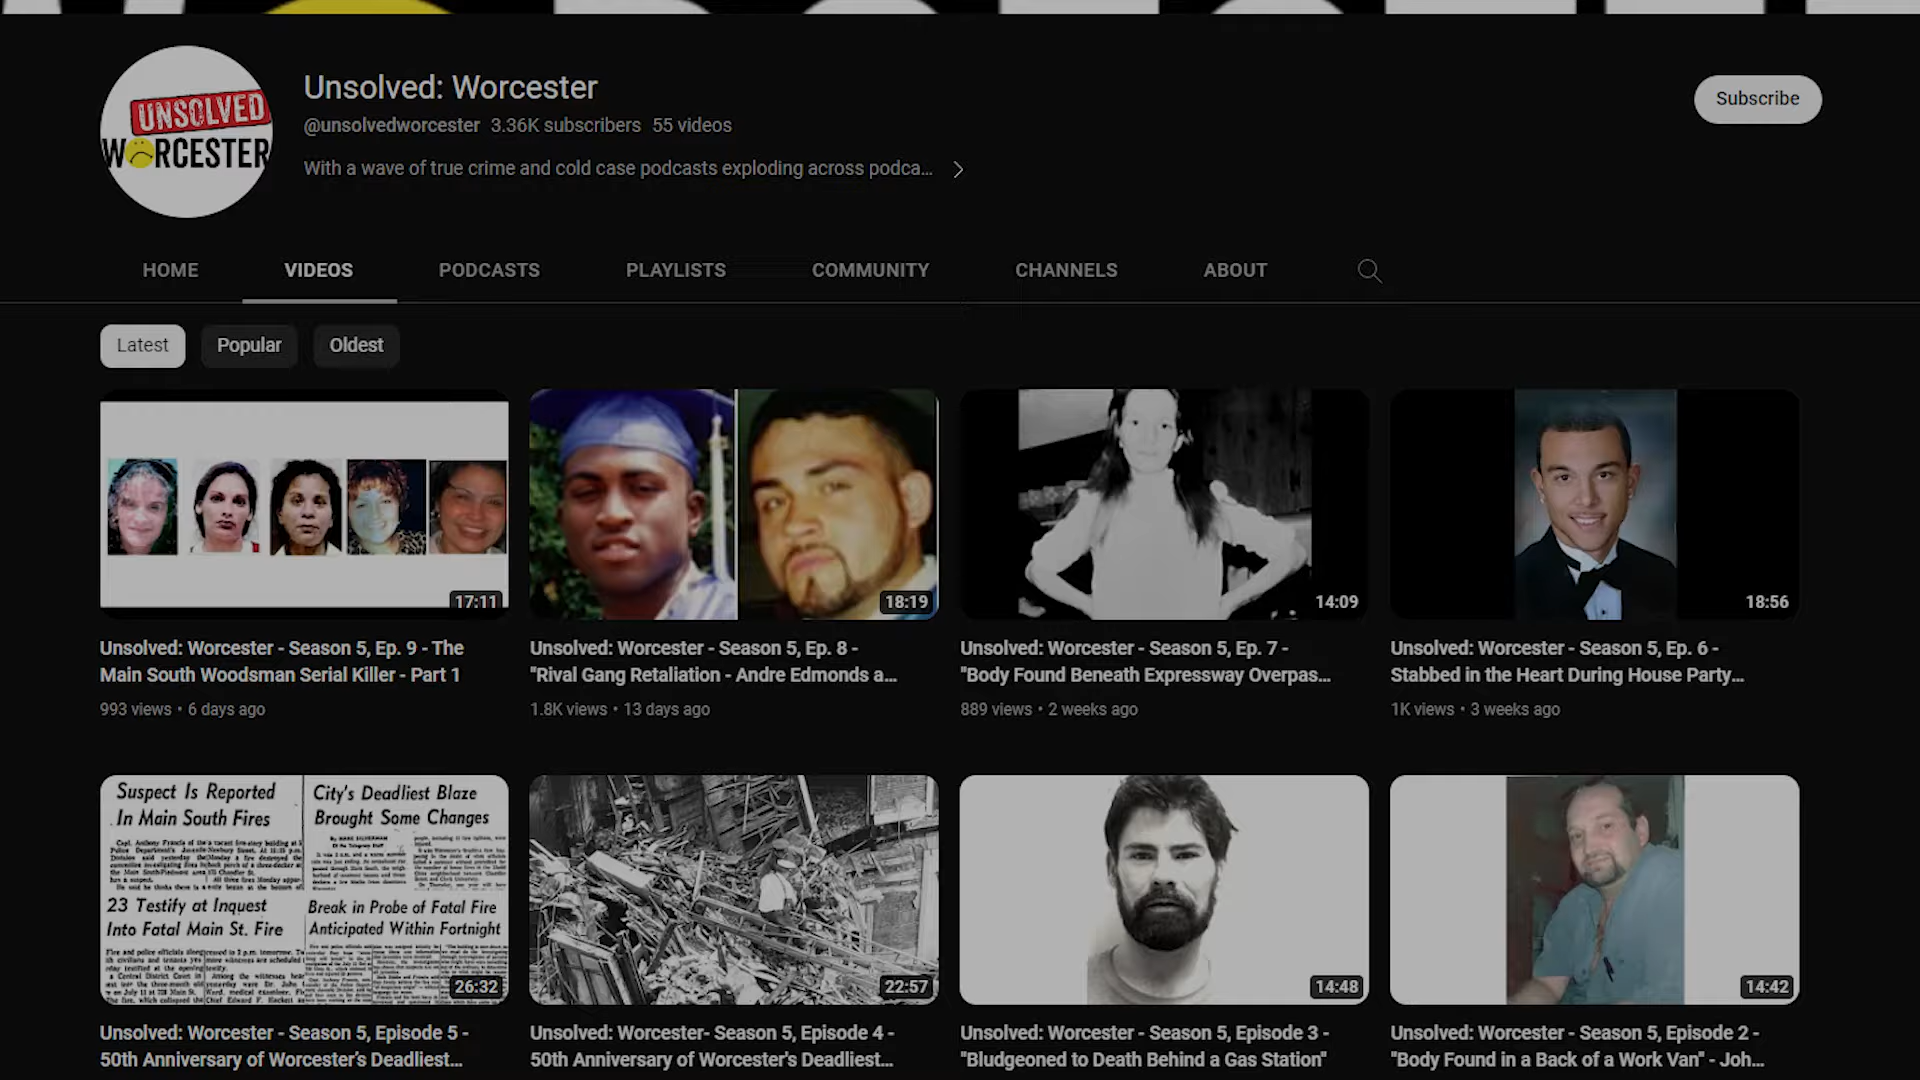 UNSOLVED
WORCESTER
Unsolved: Worcester
@unsolvedworcester 3.36K subscribers 55 videos
With a wave of true crime and cold case podcasts exploding across podca...
Subscribe
HOME VIDEOS PODCASTS PLAYLISTS COMMUNITY CHANNELS ABOUT
Latest Popular Oldest
17:11
18:19
14:09
18:56
Unsolved: Worcester - Season 5, Ep. 9 - The
Main South Woodsman Serial Killer - Part 1
993 views • 6 days ago
Unsolved: Worcester - Season 5, Ep. 8 -
"Rival Gang Retaliation - Andre Edmonds a...
1.8K views • 13 days ago
Unsolved: Worcester - Season 5, Ep. 7 -
"Body Found Beneath Expressway Overpas...
889 views • 2 weeks ago
Unsolved: Worcester - Season 5, Ep. 6 -
Stabbed in the Heart During House Party...
1K views • 3 weeks ago
Suspect Is Reported
In Main South Fires
City's Deadliest Blaze
Brought Some Changes
23 Testify at Inquest
Into Fatal Main St. Fire
Break in Probe of Fatal Fire
Anticipated Within Fortnight
26:32
22:57
14:48
14:42
Unsolved: Worcester - Season 5, Episode 5 -
50th Anniversary of Worcester's Deadliest...
Unsolved: Worcester- Season 5, Episode 4 -
50th Anniversary of Worcester's Deadliest...
Unsolved: Worcester - Season 5, Episode 3 -
"Bludgeoned to Death Behind a Gas Station"
Unsolved: Worcester - Season 5, Episode 2 -
"Body Found in a Back of a Work Van" - Joh...